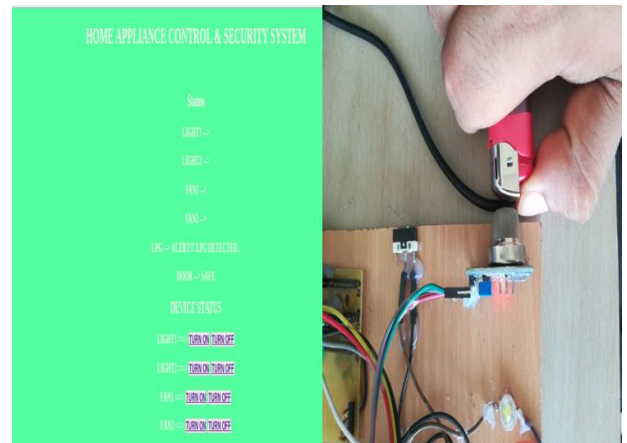 HOME APPLIANCE CONTROL & SECURITY SYSTEM
Status
LIGHT1 -->
LIGHT2 -->
FAN1 -->
FAN2 -->
LPG --> ALERT!!! LPG DETECTED..
DOOR --> SAFE
DEVICE STATUS
LIGHT1 ==> TURN ON TURN OFF
LIGHT2 ==> TURN ON TURN OFF
FAN1 ==> TURN ON TURN OFF
FAN2 ==> TURN ON TURN OFF